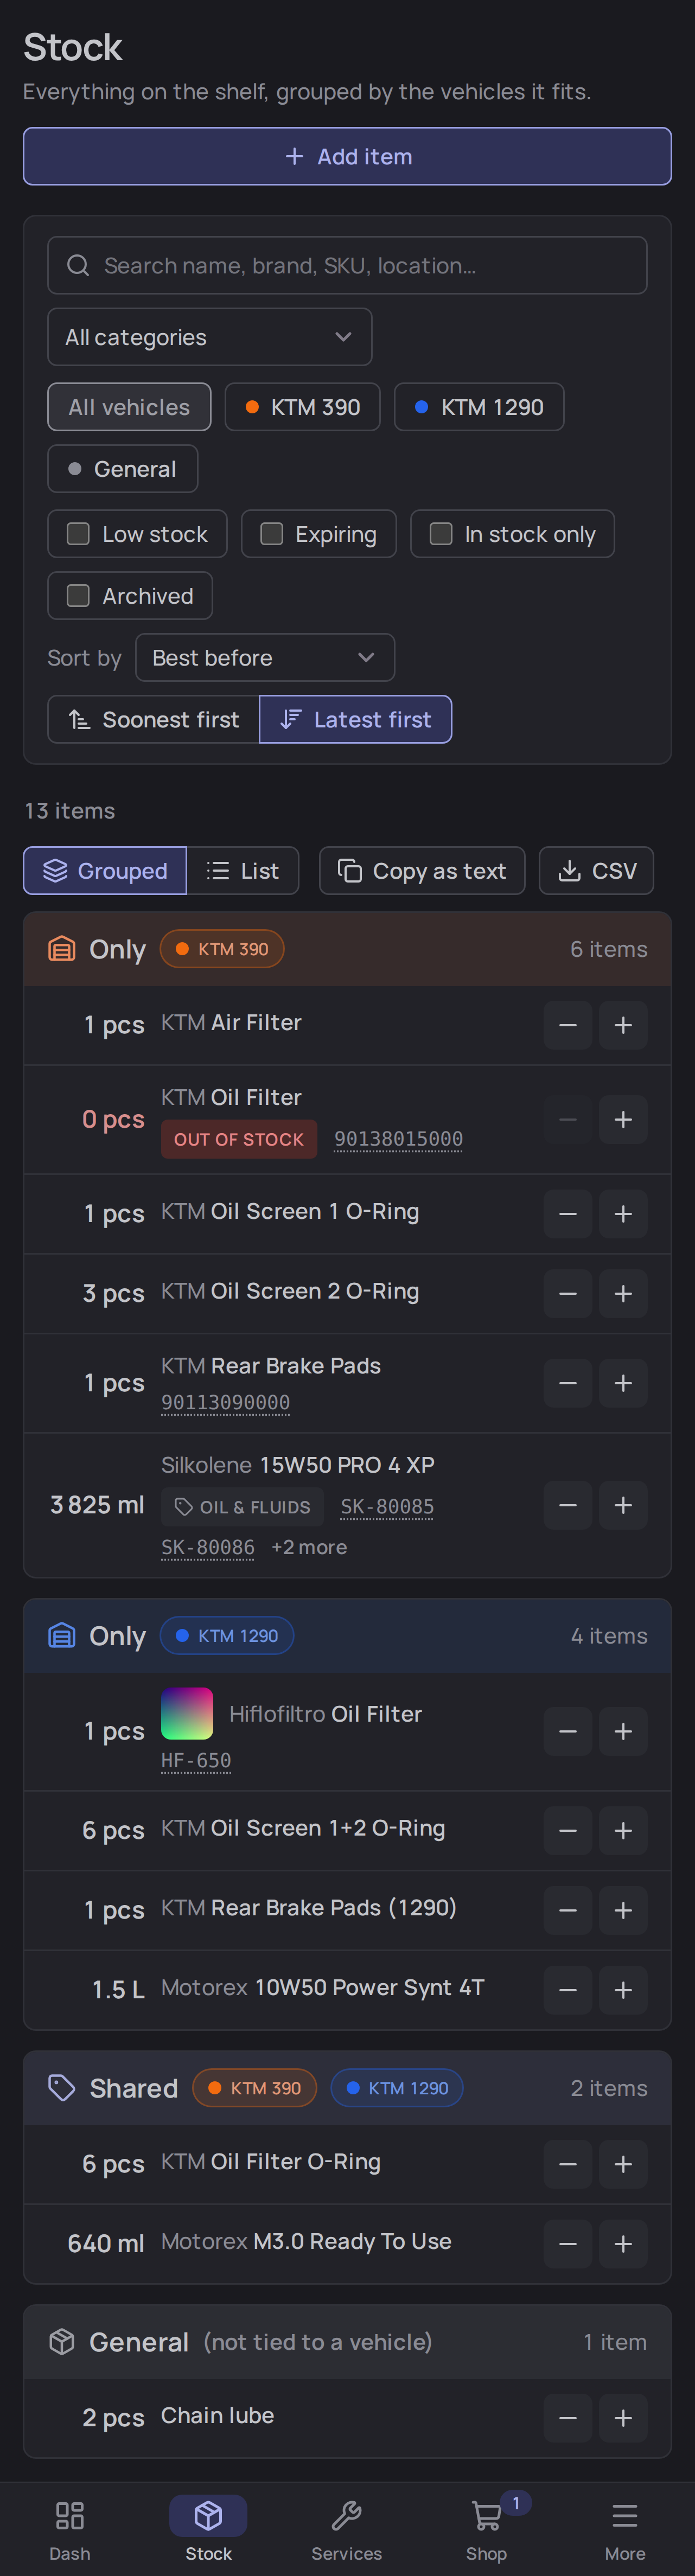 Stock
Everything on the shelf, grouped by the vehicles it fits.
+ Add item
Search name, brand, SKU, location...
All categories
All vehicles KTM 390 KTM 1290
General
Low stock Expiring In stock only
Archived
Sort by Best before
Soonest first Latest first
13 items
Grouped List Copy as text CSV
Only KTM 390 6 items
1 pcs KTM Air Filter − +
KTM Oil Filter
0 pcs − +
OUT OF STOCK 90138015000
1 pcs KTM Oil Screen 1 O-Ring − +
3 pcs KTM Oil Screen 2 O-Ring − +
KTM Rear Brake Pads
1 pcs − +
90113090000
Silkolene 15W50 PRO 4 XP
3 825 ml OIL & FLUIDS SK-80085 − +
SK-80086 +2 more
Only KTM 1290 4 items
Hiflofiltro Oil Filter
1 pcs − +
HF-650
6 pcs KTM Oil Screen 1+2 O-Ring − +
1 pcs KTM Rear Brake Pads (1290) − +
1.5 L Motorex 10W50 Power Synt 4T − +
Shared KTM 390 KTM 1290 2 items
6 pcs KTM Oil Filter O-Ring − +
640 ml Motorex M3.0 Ready To Use − +
General (not tied to a vehicle) 1 item
2 pcs Chain lube − +
1
Dash Stock Services Shop More